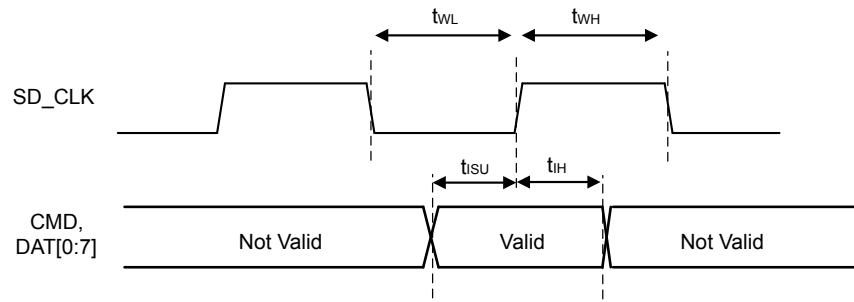 tWL tWH
SD_CLK
tISU tIH
CMD,
DAT[0:7]
Not Valid Valid Not Valid